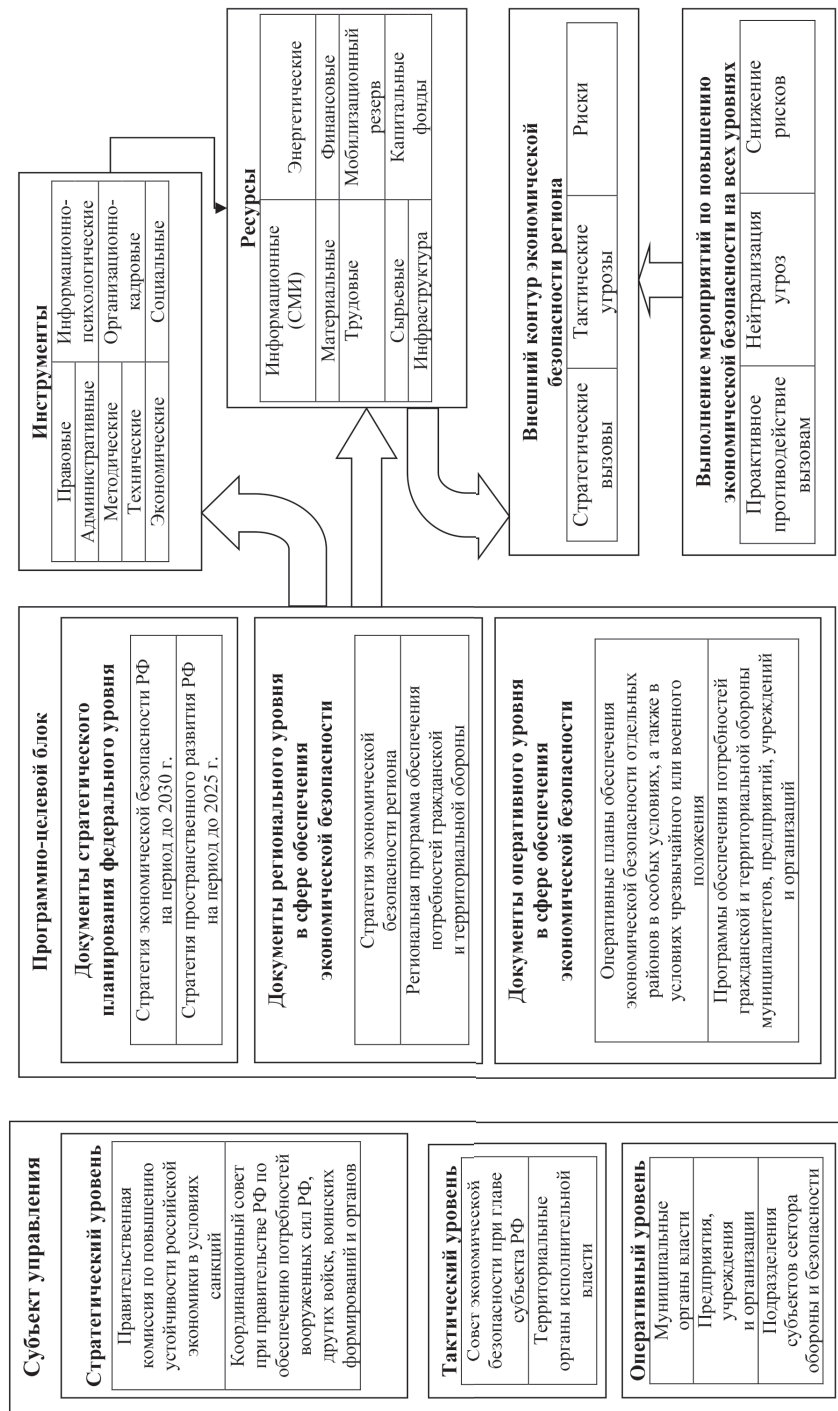 Субъект управления
Стратегический уровень
Правительственная
комиссия по повышению
устойчивости российской
экономики в условиях
санкций
Координационный совет
при правительстве РФ по
обеспечению потребностей
вооруженных сил РФ,
других войск, воинских
формирований и органов
Тактический уровень
Совет экономической
безопасности при главе
субъекта РФ
Территориальные
органы исполнительной
власти
Оперативный уровень
Муниципальные
органы власти
Предприятия,
учреждения
и организации
Подразделения
субъектов сектора
обороны и безопасности
Программно-целевой блок
Документы стратегического
планирования федерального уровня
Стратегия экономической безопасности РФ
на период до 2030 г.
Стратегия пространственного развития РФ
на период до 2025 г.
Документы регионального уровня
в сфере обеспечения
экономической безопасности
Стратегия экономической
безопасности региона
Региональная программа обеспечения
потребностей гражданской
и территориальной обороны
Документы оперативного уровня
в сфере обеспечения
экономической безопасности
Оперативные планы обеспечения
экономической безопасности отдельных
районов в особых условиях, а также в
условиях чрезвычайного или военного
положения
Программы обеспечения потребностей
гражданской и территориальной обороны
муниципалитетов, предприятий, учреждений
и организаций
Инструменты
Правовые
Административные
Методические
Технические
Экономические
Информационно-
психологические
Организационно-
кадровые
Социальные
Ресурсы
Информационные
(СМИ)
Энергетические
Материальные
Финансовые
Трудовые
Мобилизационный
резерв
Сырьевые
Инфраструктура
Капитальные
фонды
Внешний контур экономической
безопасности региона
Стратегические
вызовы
Тактические
угрозы
Риски
Выполнение мероприятий по повышению
экономической безопасности на всех уровнях
Проактивное
противодействие
вызовам
Нейтрализация
угроз
Снижение
рисков